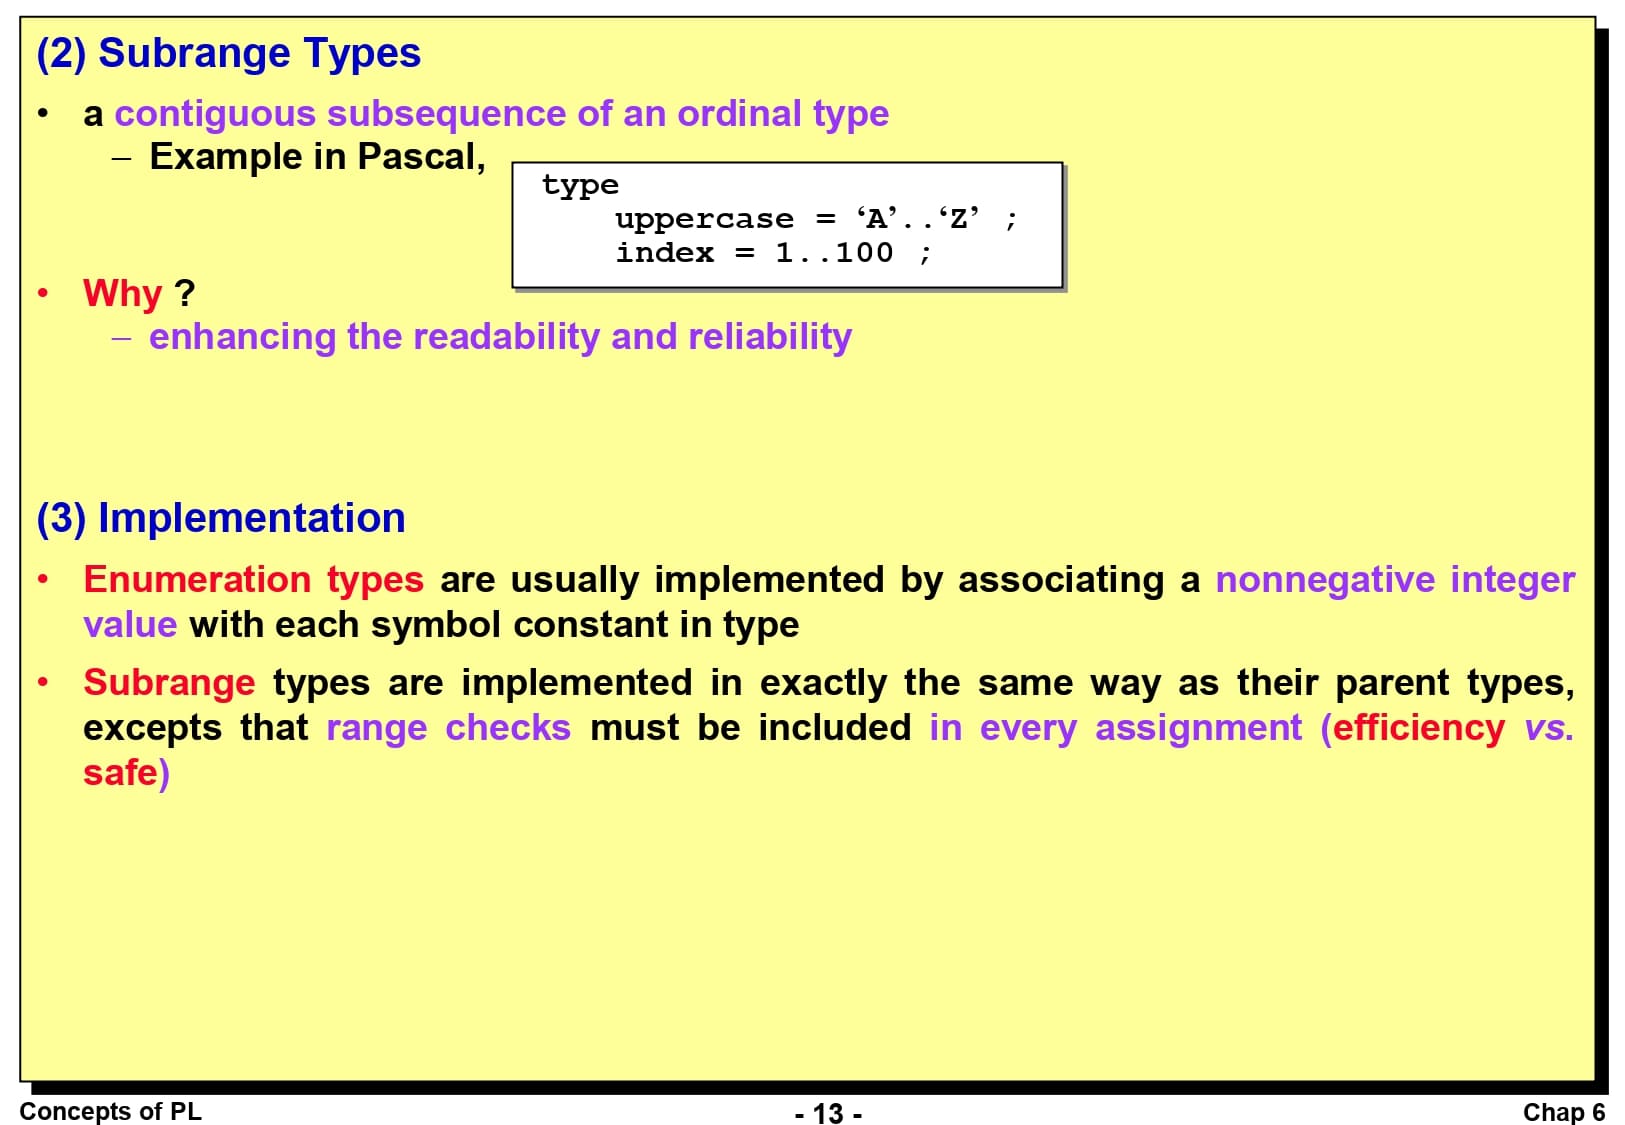 (2) Subrange Types
• a contiguous subsequence of an ordinal type
– Example in Pascal,
type
uppercase = ‘A’..‘Z’ ;
index = 1..100 ;
• Why ?
– enhancing the readability and reliability
(3) Implementation
• Enumeration types are usually implemented by associating a nonnegative integer
value with each symbol constant in type
• Subrange types are implemented in exactly the same way as their parent types,
excepts that range checks must be included in every assignment (efficiency vs.
safe)
Concepts of PL
- 13 -
Chap 6